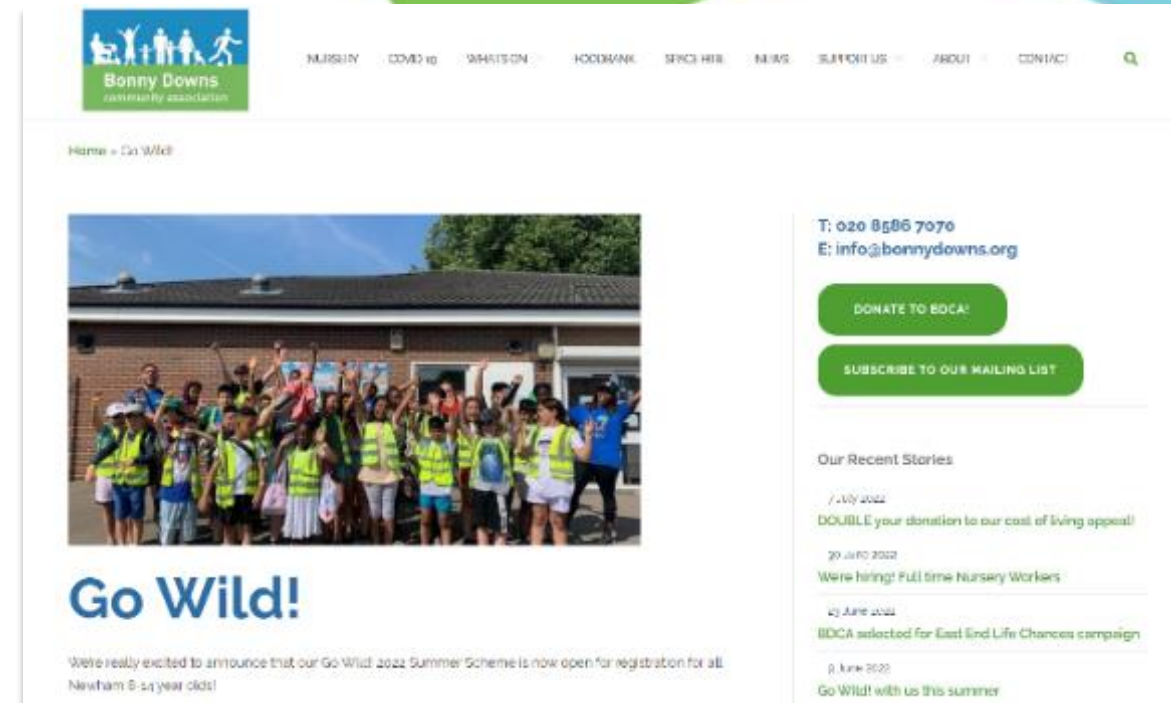 Bonny Downs
community association
NURSERY COVID 19 WHAT'S ON FOODBANK SPACE HIRE NEWS SUPPORT US ABOUT CONTACT
Home » Go Wild!
T: 020 8586 7070
E: info@bonnydowns.org
DONATE TO BDCA!
SUBSCRIBE TO OUR MAILING LIST
Our Recent Stories
7 July 2022
DOUBLE your donation to our cost of living appeal!
30 June 2022
We're hiring! Full time Nursery Workers
June 2022
BDCA selected for East End Life Chances campaign
9 June 2022
Go Wild! with us this summer
Go Wild!
We're really excited to announce that our Go Wild! 2022 Summer Scheme is now open for registration for all
Newham 8-14 year olds!